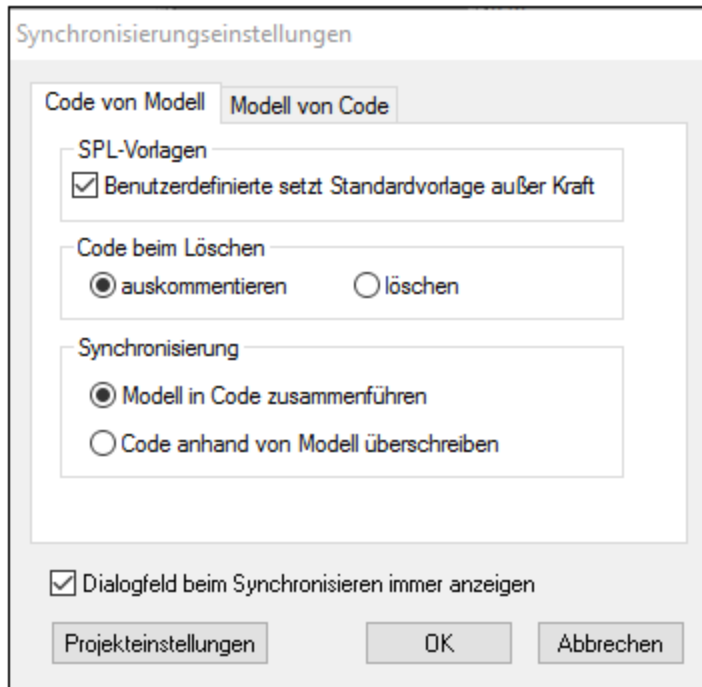 Synchronisierungseinstellungen
Code von Modell
Modell von Code
SPL-Vorlagen
Benutzerdefinierte setzt Standardvorlage außer Kraft
Code beim Löschen
auskommentieren
löschen
Synchronisierung
Modell in Code zusammenführen
Code anhand von Modell überschreiben
Dialogfeld beim Synchronisieren immer anzeigen
Projekteinstellungen
OK
Abbrechen